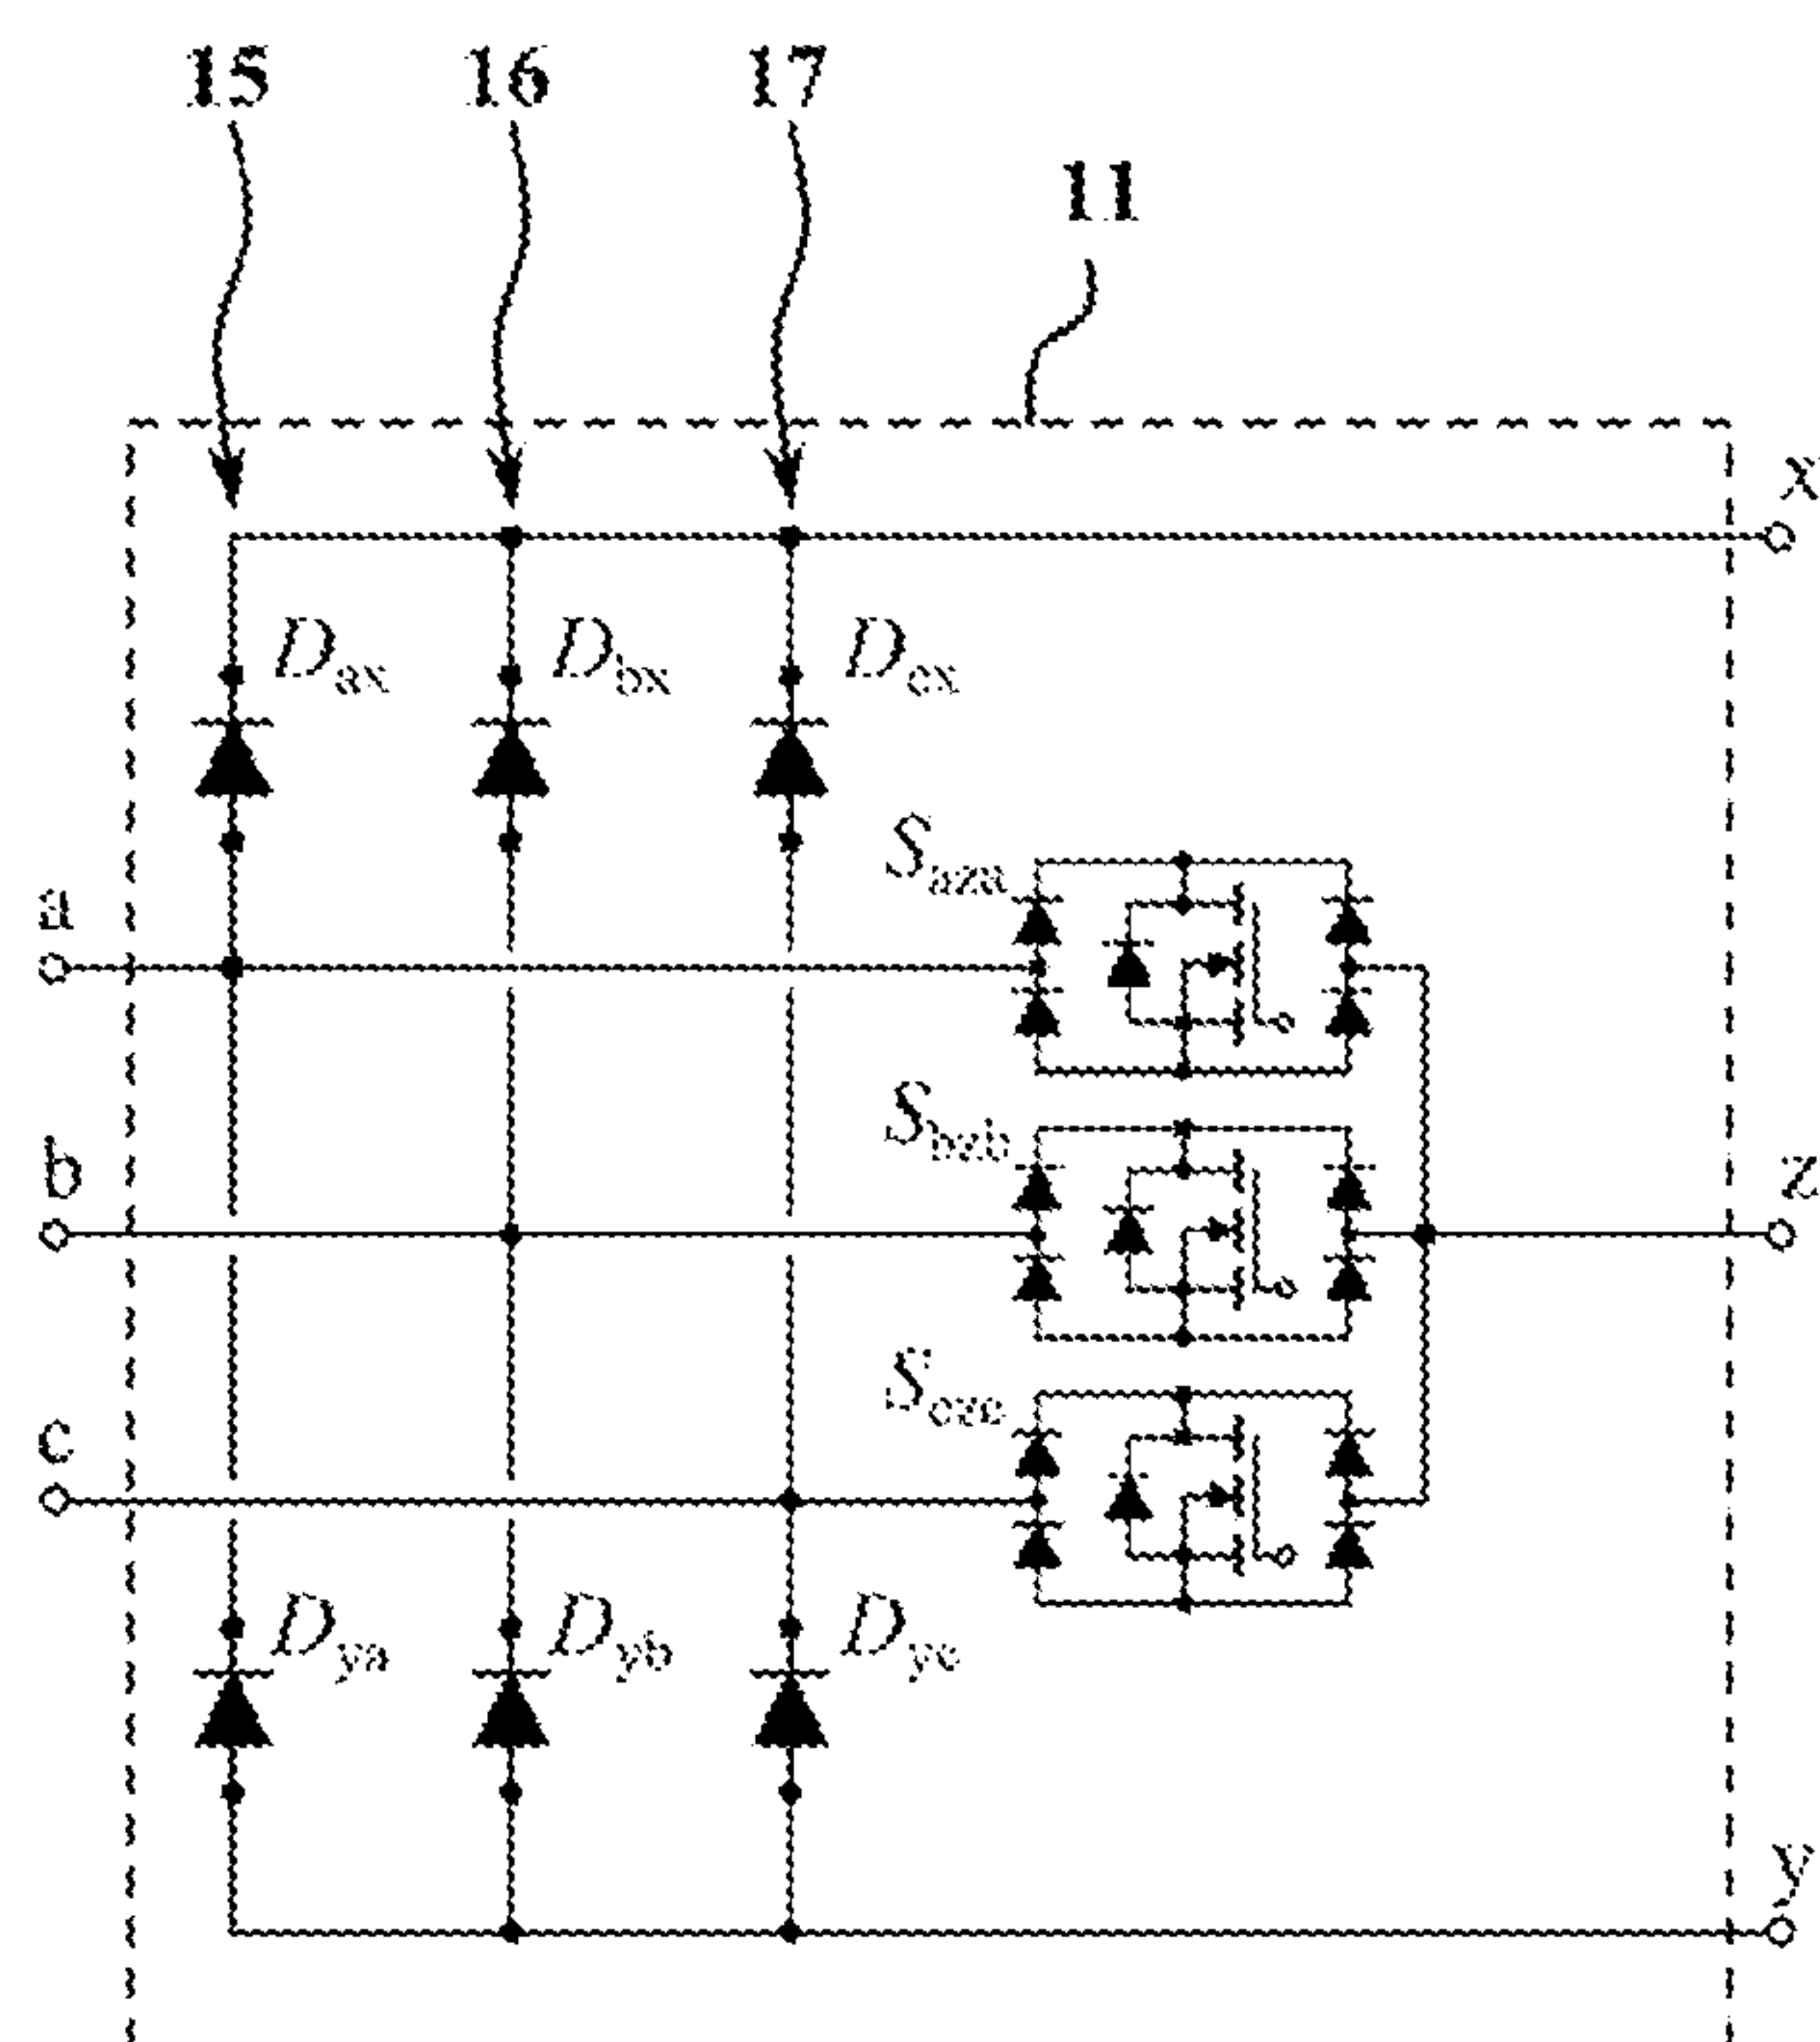 15 16 17
11
x
D_ax D_bx D_cx
S_aza
a
S_bzb
b
z
S_czc
c
D_ya D_yb D_yc
y